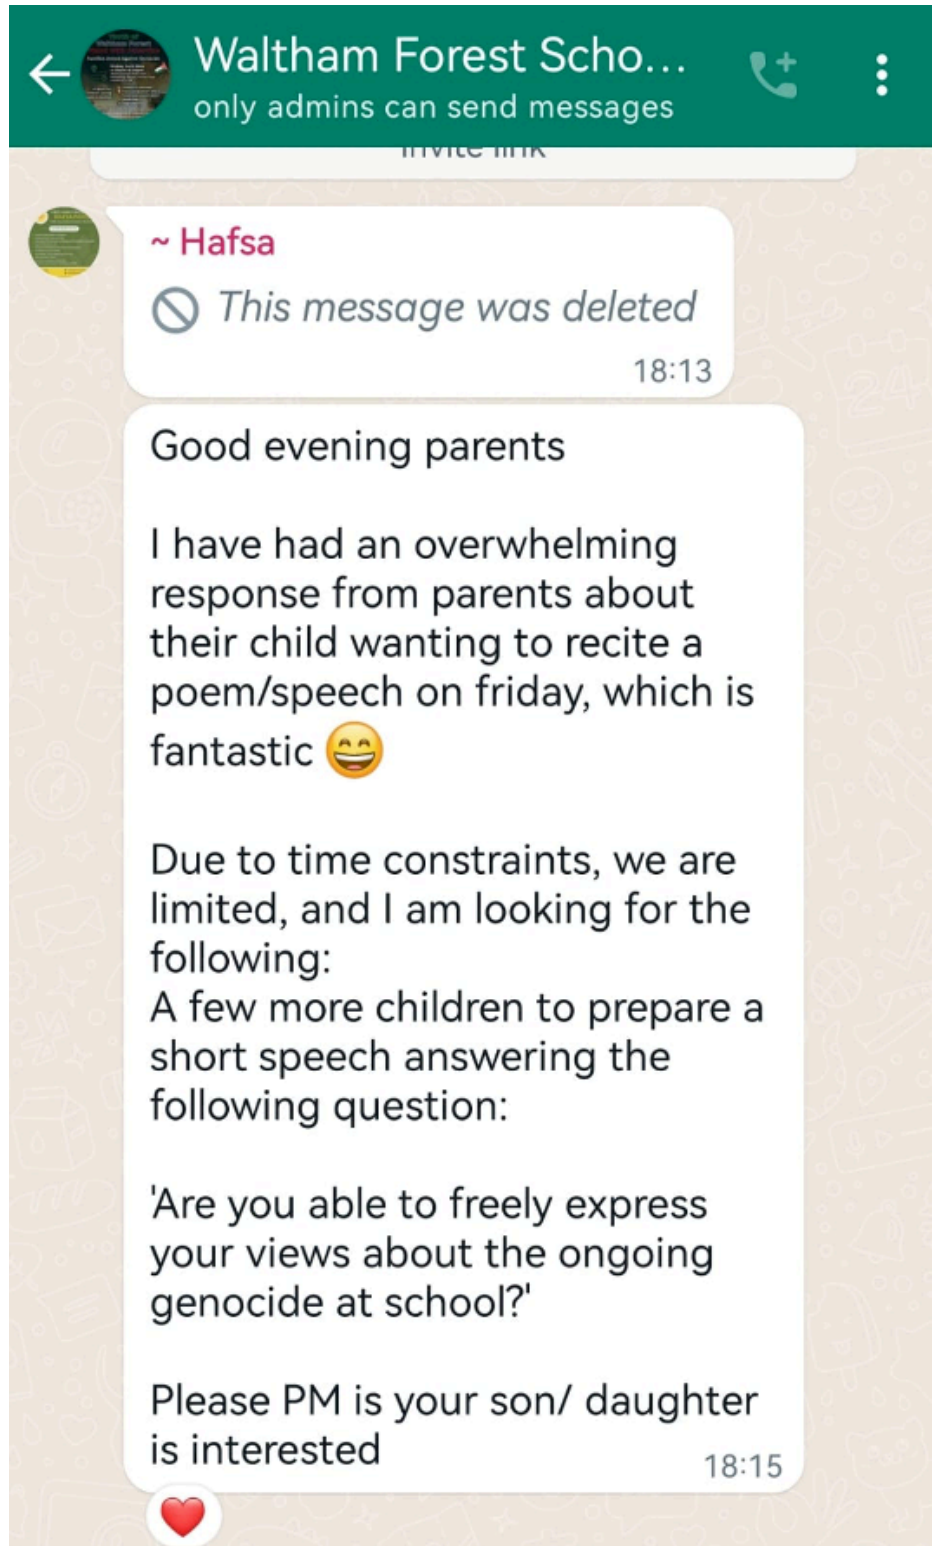 Waltham Forest Scho...
only admins can send messages
invite link
~ Hafsa
This message was deleted
18:13
Good evening parents
I have had an overwhelming
response from parents about
their child wanting to recite a
poem/speech on friday, which is
fantastic 😄
Due to time constraints, we are
limited, and I am looking for the
following:
A few more children to prepare a
short speech answering the
following question:
'Are you able to freely express
your views about the ongoing
genocide at school?'
Please PM is your son/ daughter
is interested
18:15